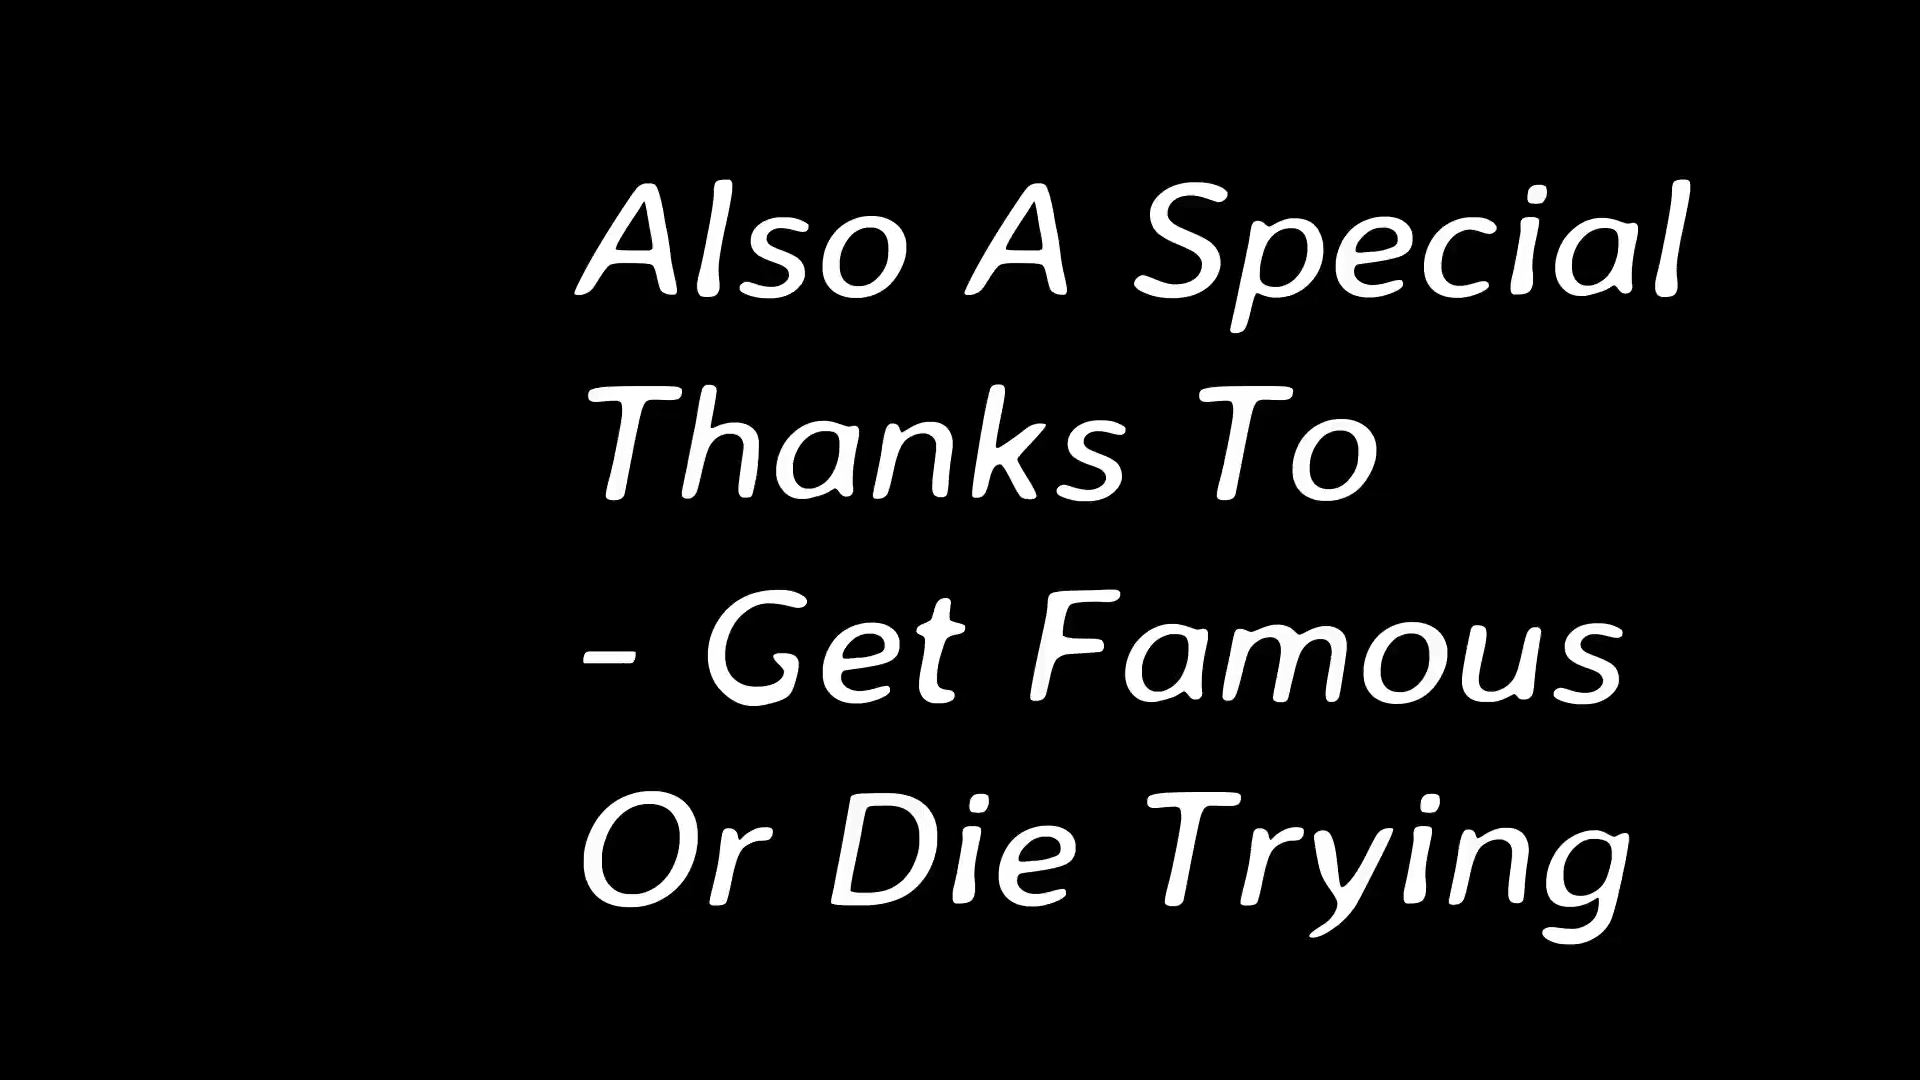 Also A Special
Thanks To
- Get Famous
Or Die Trying